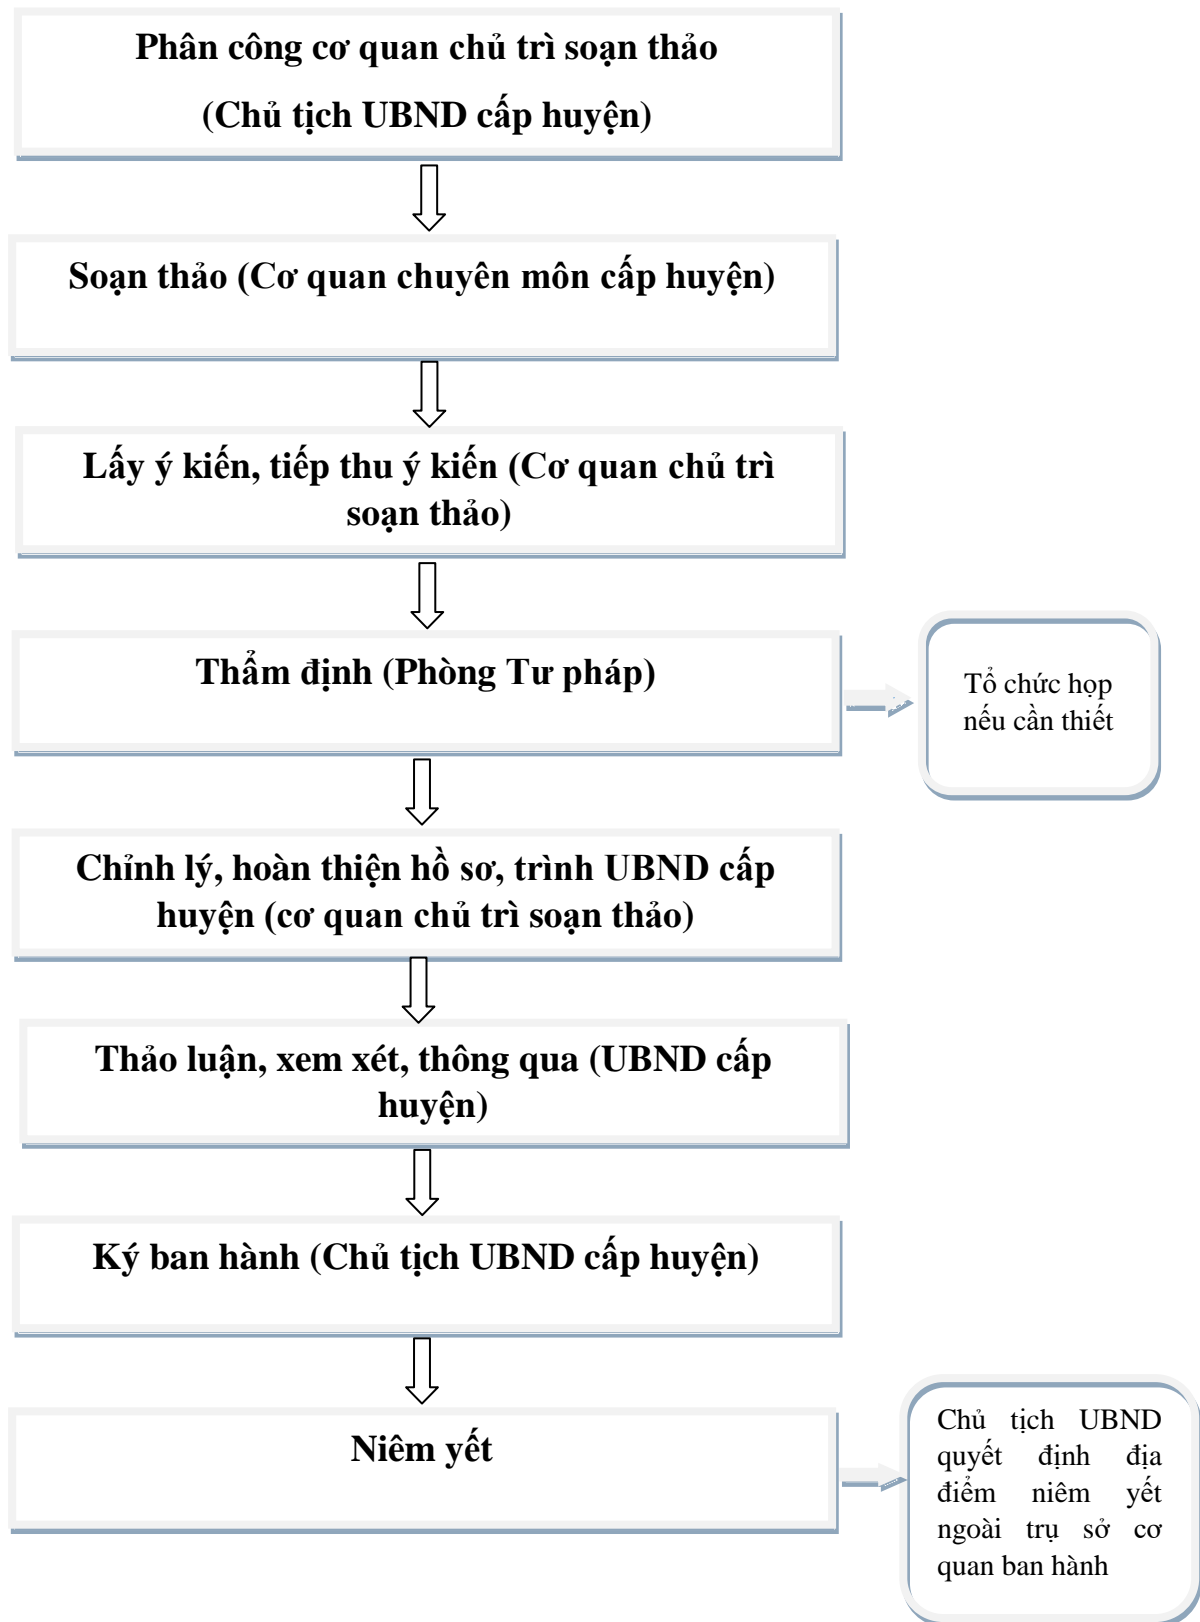 Phân công cơ quan chủ trì soạn thảo
(Chủ tịch UBND cấp huyện)
Soạn thảo (Cơ quan chuyên môn cấp huyện)
Lấy ý kiến, tiếp thu ý kiến (Cơ quan chủ trì
soạn thảo)
Thẩm định (Phòng Tư pháp)
Tổ chức họp
nếu cần thiết
Chỉnh lý, hoàn thiện hồ sơ, trình UBND cấp
huyện (cơ quan chủ trì soạn thảo)
Thảo luận, xem xét, thông qua (UBND cấp
huyện)
Ký ban hành (Chủ tịch UBND cấp huyện)
Niêm yết
Chủ tịch UBND
quyết định địa
điểm niêm yết
ngoài trụ sở cơ
quan ban hành